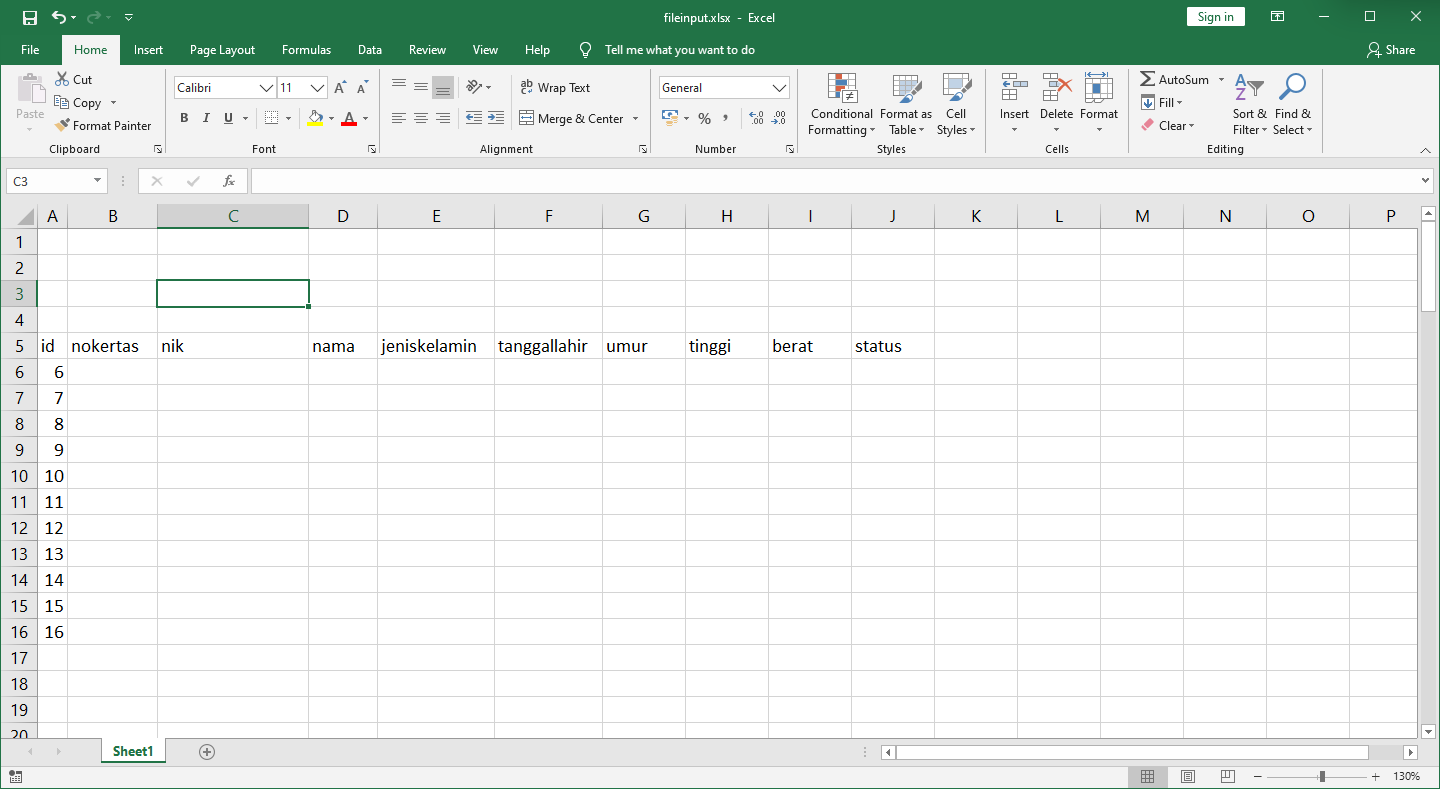 fileinput.xlsx - Excel
Sign in
File Home Insert Page Layout Formulas Data Review View Help Tell me what you want to do Share
Paste
Cut
Copy
Format Painter
Clipboard
Calibri 11 A A
B I U A
Font
Wrap Text
Merge & Center
Alignment
General
% , .00 .0
Number
Conditional Formatting
Format as Table
Cell Styles
Styles
Insert
Delete
Format
Cells
AutoSum
Fill
Clear
Sort & Filter
Find & Select
Editing
C3 fx
A B C D E F G H I J K L M N O P
1
2
3
4
5 id nokertas nik nama jeniskelamin tanggallahir umur tinggi berat status
6 6
7 7
8 8
9 9
10 10
11 11
12 12
13 13
14 14
15 15
16 16
17
18
19
20
Sheet1
130%